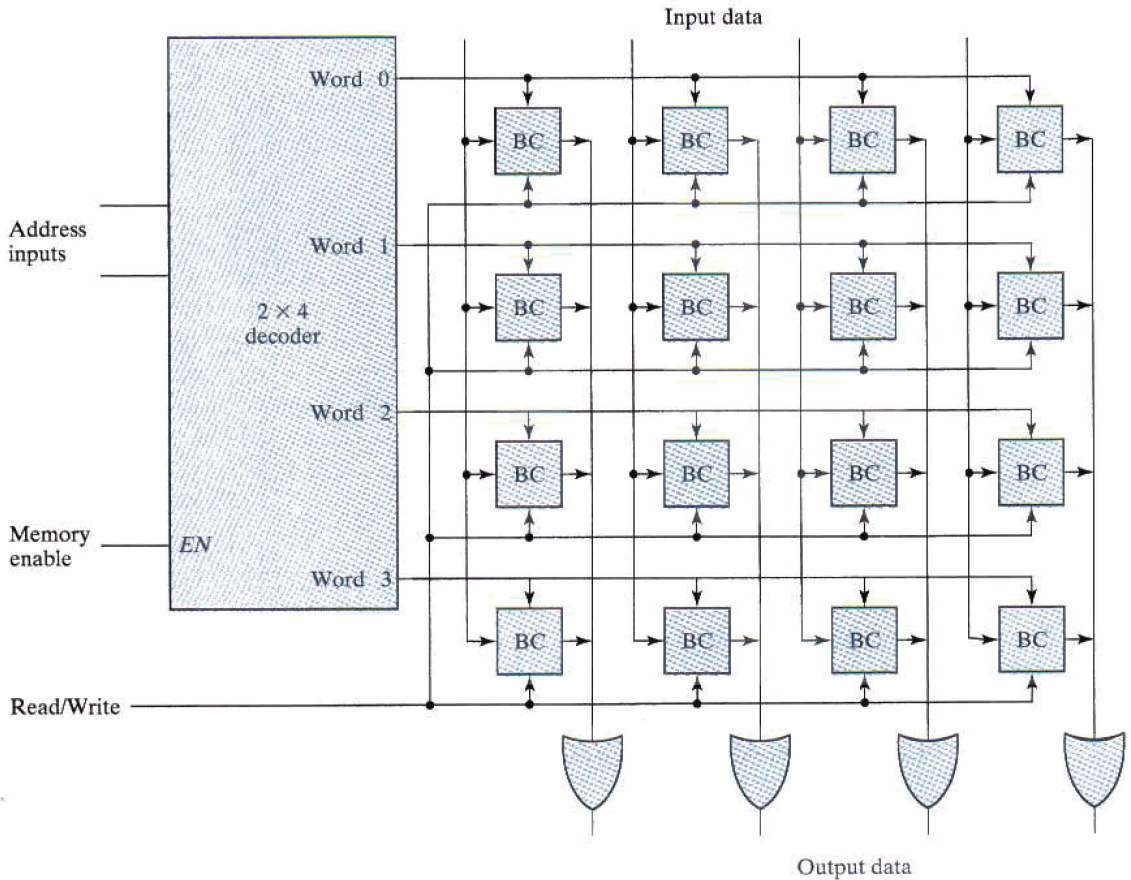 Input data
Word 0
BC BC BC BC
Address
inputs
Word 1
BC BC BC BC
2 × 4
decoder
Word 2
BC BC BC BC
Memory
enable
EN
Word 3
BC BC BC BC
Read/Write
Output data